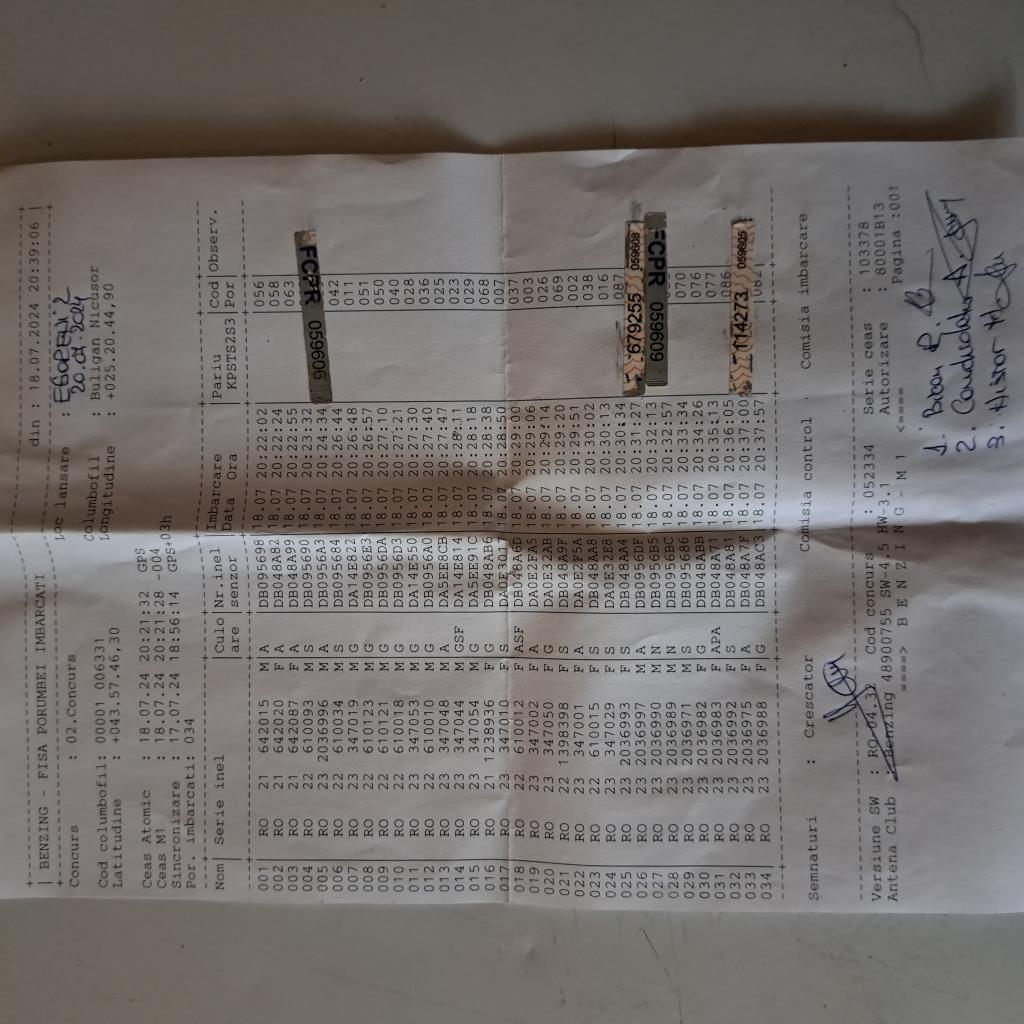 | BENZING - FISA PORUMBEI IMBARCATI din : 18.07.2024 20:39:06 |
Concurs : 02.Concurs Loc lansare :
20.07.2024
Cod columbofil: 00001 006331 Columbofil : Buligan Nicusor
Latitudine : +043.57.46,30 Longitudine : +025.20.44,90
Ceas Atomic : 18.07.24 20:21:32 GPS
Ceas M1 : 18.07.24 20:21:28 -004
Sincronizare : 17.07.24 18:56:14 GPS+03h
Por. imbarcati: 034
Nom| Serie inel |Culo|Nr.inel|Imbarcare |Pariu |Cod|Observ.
|are |senzor |Data Ora |KPSTS2S3|Por|
001 RO 21 642015 M A DB095698 18.07 20:22:02 056
002 RO 21 642020 F A DB048A82 18.07 20:22:24 058
003 RO 21 642087 F A DB048A99 18.07 20:22:55 063
004 RO 22 610093 M S DB095690 18.07 20:23:32
005 RO 23 2036996 M A DB0956A3 18.07 20:24:34 FCPR 059606
006 RO 22 610034 M S DB095684 18.07 20:26:44 042
007 RO 23 347019 M G DA14E822 18.07 20:26:48 011
008 RO 22 610123 M G DB0956E3 18.07 20:26:57 051
009 RO 22 610121 M G DB0956DA 18.07 20:27:10 050
010 RO 22 610018 M G DB0956D3 18.07 20:27:21 040
011 RO 23 347053 M G DA14E550 18.07 20:27:30 028
012 RO 22 610010 M G DB0956A0 18.07 20:27:40 036
013 RO 23 347048 M A DA5EE8CB 18.07 20:27:47 025
014 RO 23 347044 M GSF DA14E814 18.07 20:28:11 023
015 RO 23 347054 M G DA5EE91C 18.07 20:28:18 029
016 RO 21 1238936 F G DB048AB6 18.07 20:28:38 068
017 RO 23 347010 F S 18.07 20:28:50 007
018 RO 22 610012 F ASF 18.07 20:29:00 037
019 RO 23 347002 F A DA0E2FA5 18.07 20:29:06 003
020 RO 23 347050 F G DA0E32AB 18.07 20:29:14 026
021 RO 22 1398398 F S DB048A9F 18.07 20:29:20 069
022 RO 23 347001 F A DA0E2F5A 18.07 20:29:51 002
023 RO 22 610015 F S DB048AA8 18.07 20:30:02 038
024 RO 23 347029 F S DA0E32E8 18.07 20:30:13 016
025 RO 23 2036993 F S DB048AA4 18.07 20:30:34 679255 059608 087
026 RO 23 2036997 M A DB0956DF 18.07 20:31:27 FCPR 059609
027 RO 23 2036990 M N DB0956B5 18.07 20:32:13
028 RO 23 2036989 M N DB0956BC 18.07 20:32:57 070
029 RO 23 2036971 M S DB095686 18.07 20:33:34 076
030 RO 23 2036982 F G DB048ABB 18.07 20:34:26 077
031 RO 23 2036983 F APA DB048A71 18.07 20:35:13
032 RO 23 2036992 F S DB048A81 18.07 20:36:05 114273 059605 086
033 RO 23 2036975 F A DB048A7F 18.07 20:37:00
034 RO 23 2036988 F G DB048AC3 18.07 20:37:57 082
Semnaturi : Crescator Comisia control . Comisia imbarcare
Versiune SW : RO-04.32 Cod concurs : 052334 Serie ceas : 103378
Antena Club : Benzing 48900755 SW-4.5 HW-3.1 Autorizare : 80001B13
====> B E N Z I N G - M 1 <==== Pagina :001
1.
2.
3.